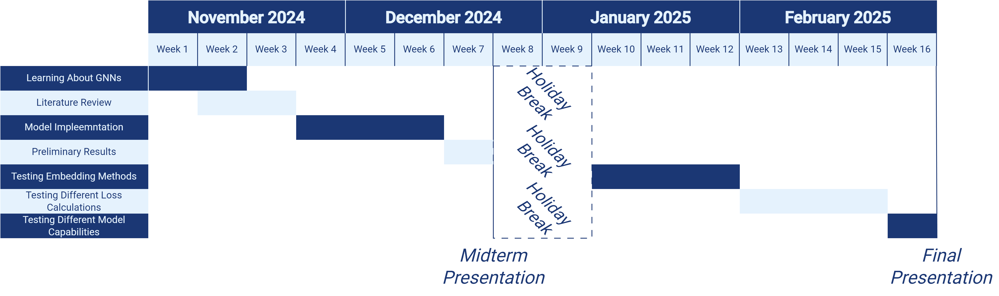 November 2024
December 2024
January 2025
February 2025
Week 1
Week 2
Week 3
Week 4
Week 5
Week 6
Week 7
Week 8
Week 9
Week 10
Week 11
Week 12
Week 13
Week 14
Week 15
Week 16
Learning About GNNs
Literature Review
Model Impleemntation
Preliminary Results
Testing Embedding Methods
Testing Different Loss
Calculations
Testing Different Model
Capabilities
Holiday
Break
Holiday
Break
Holiday
Break
Midterm
Presentation
Final
Presentation